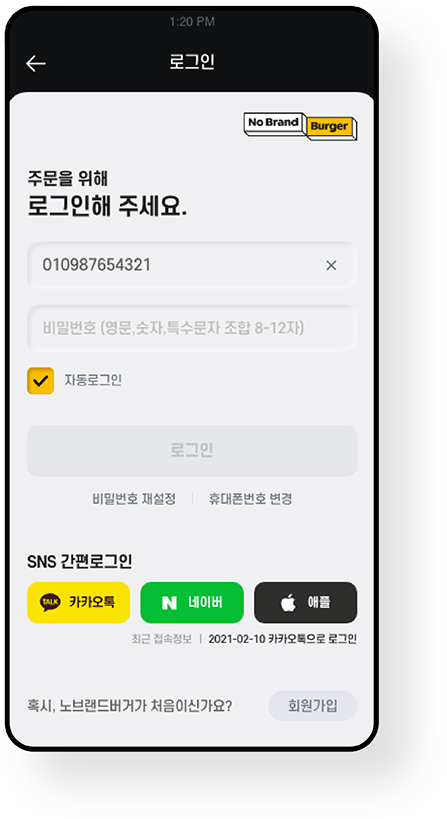 1:20 PM
로그인
No Brand Burger
주문을 위해
로그인해 주세요.
010987654321
비밀번호 (영문,숫자,특수문자 조합 8-12자)
자동로그인
로그인
비밀번호 재설정 | 휴대폰번호 변경
SNS 간편로그인
TALK 카카오톡 N 네이버 애플
최근 접속정보 | 2021-02-10 카카오톡으로 로그인
혹시, 노브랜드버거가 처음이신가요? 회원가입